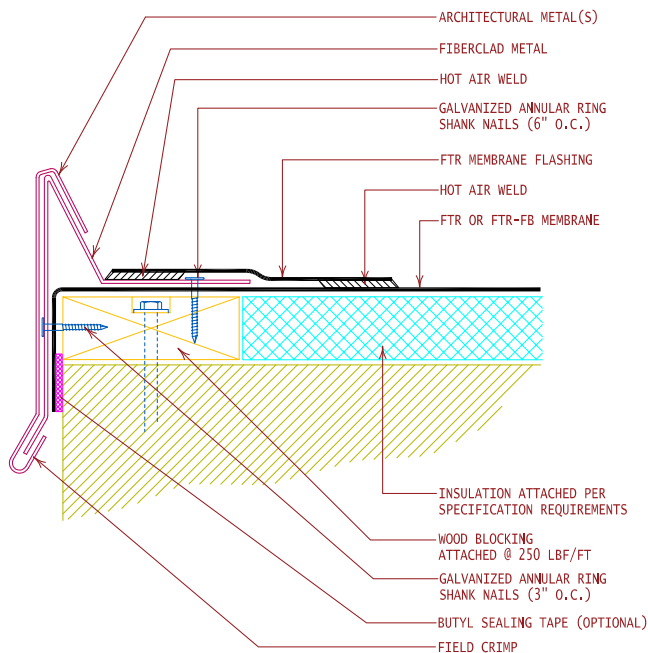 ARCHITECTURAL METAL(S)
FIBERCLAD METAL
HOT AIR WELD
GALVANIZED ANNULAR RING
SHANK NAILS (6" O.C.)
FTR MEMBRANE FLASHING
HOT AIR WELD
FTR OR FTR-FB MEMBRANE
INSULATION ATTACHED PER
SPECIFICATION REQUIREMENTS
WOOD BLOCKING
ATTACHED @ 250 LBF/FT
GALVANIZED ANNULAR RING
SHANK NAILS (3" O.C.)
BUTYL SEALING TAPE (OPTIONAL)
FIELD CRIMP